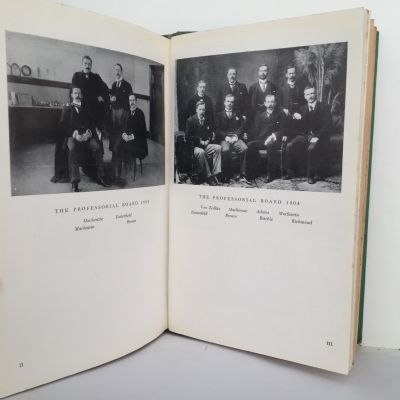 THE PROFESSORIAL BOARD
Mackenzie Easterfield
Maclaurin Brown
II
THE PROFESSORIAL BOARD 1904
Von Zedlitz Mackenzie Adams Maclaurin
Easterfield Brown Kirk Richmond
III